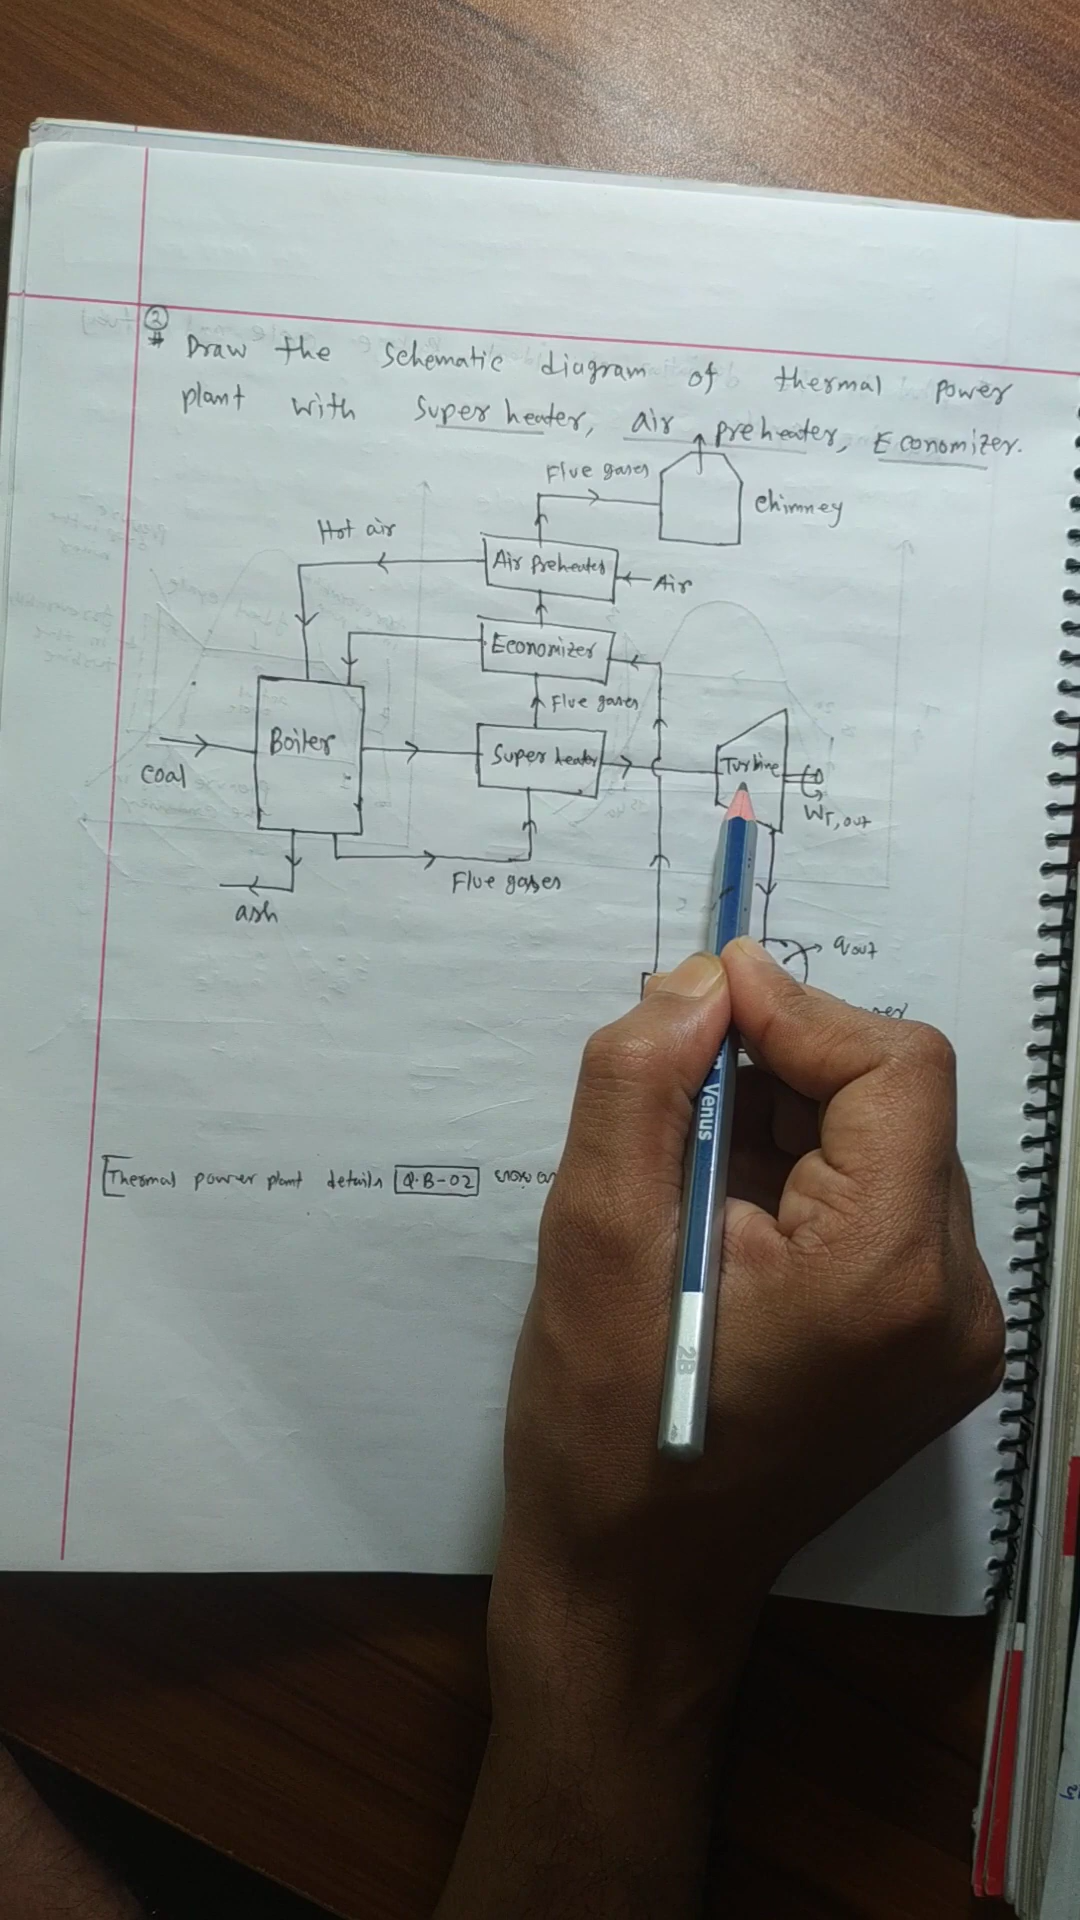 2
# Draw the schematic diagram of thermal power
plant with super heater, air preheater, Economizer.
Flue gases
chimney
Hot air
Air preheater
Air
Economizer
Flue gases
Boiler
Super heater
Turbine
coal
WT, out
Flue gases
ash
qout
[Thermal power plant details Q.B-02
Venus
2B